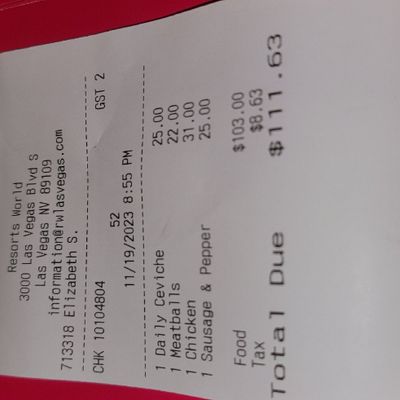 Resorts World
3000 Las Vegas Blvd S
Las Vegas NV 89109
information@rwlasvegas.com
713318 Elizabeth S.
CHK 10104804 GST 2
52
11/19/2023 8:55 PM
1 Daily Ceviche 25.00
1 Meatballs 22.00
1 Chicken 31.00
1 Sausage & Pepper 25.00
Food $103.00
Tax $8.63
Total Due $111.63